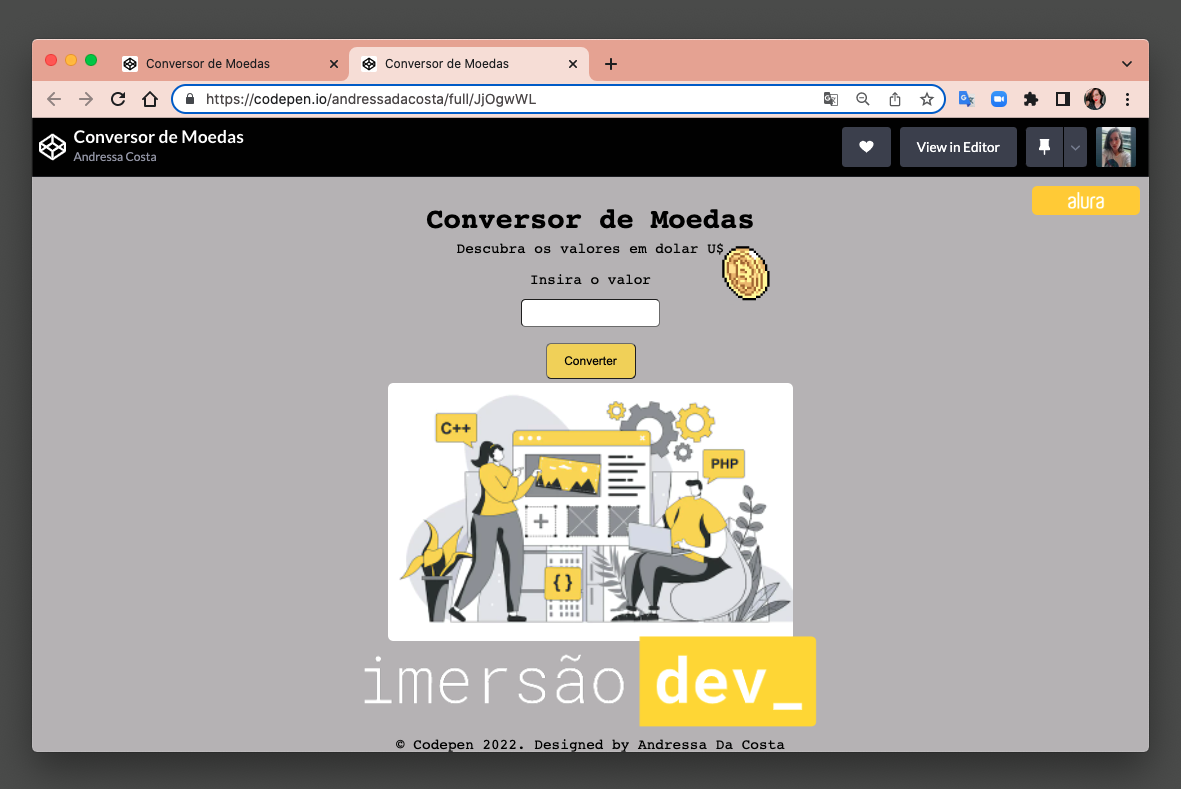 Conversor de Moedas
Conversor de Moedas
https://codepen.io/andressadacosta/full/JjOgwWL
Conversor de Moedas
Andressa Costa
View in Editor
alura
Conversor de Moedas
Descubra os valores em dolar U$
Insira o valor
Converter
C++
PHP
{}
imersão dev_
© Codepen 2022. Designed by Andressa Da Costa